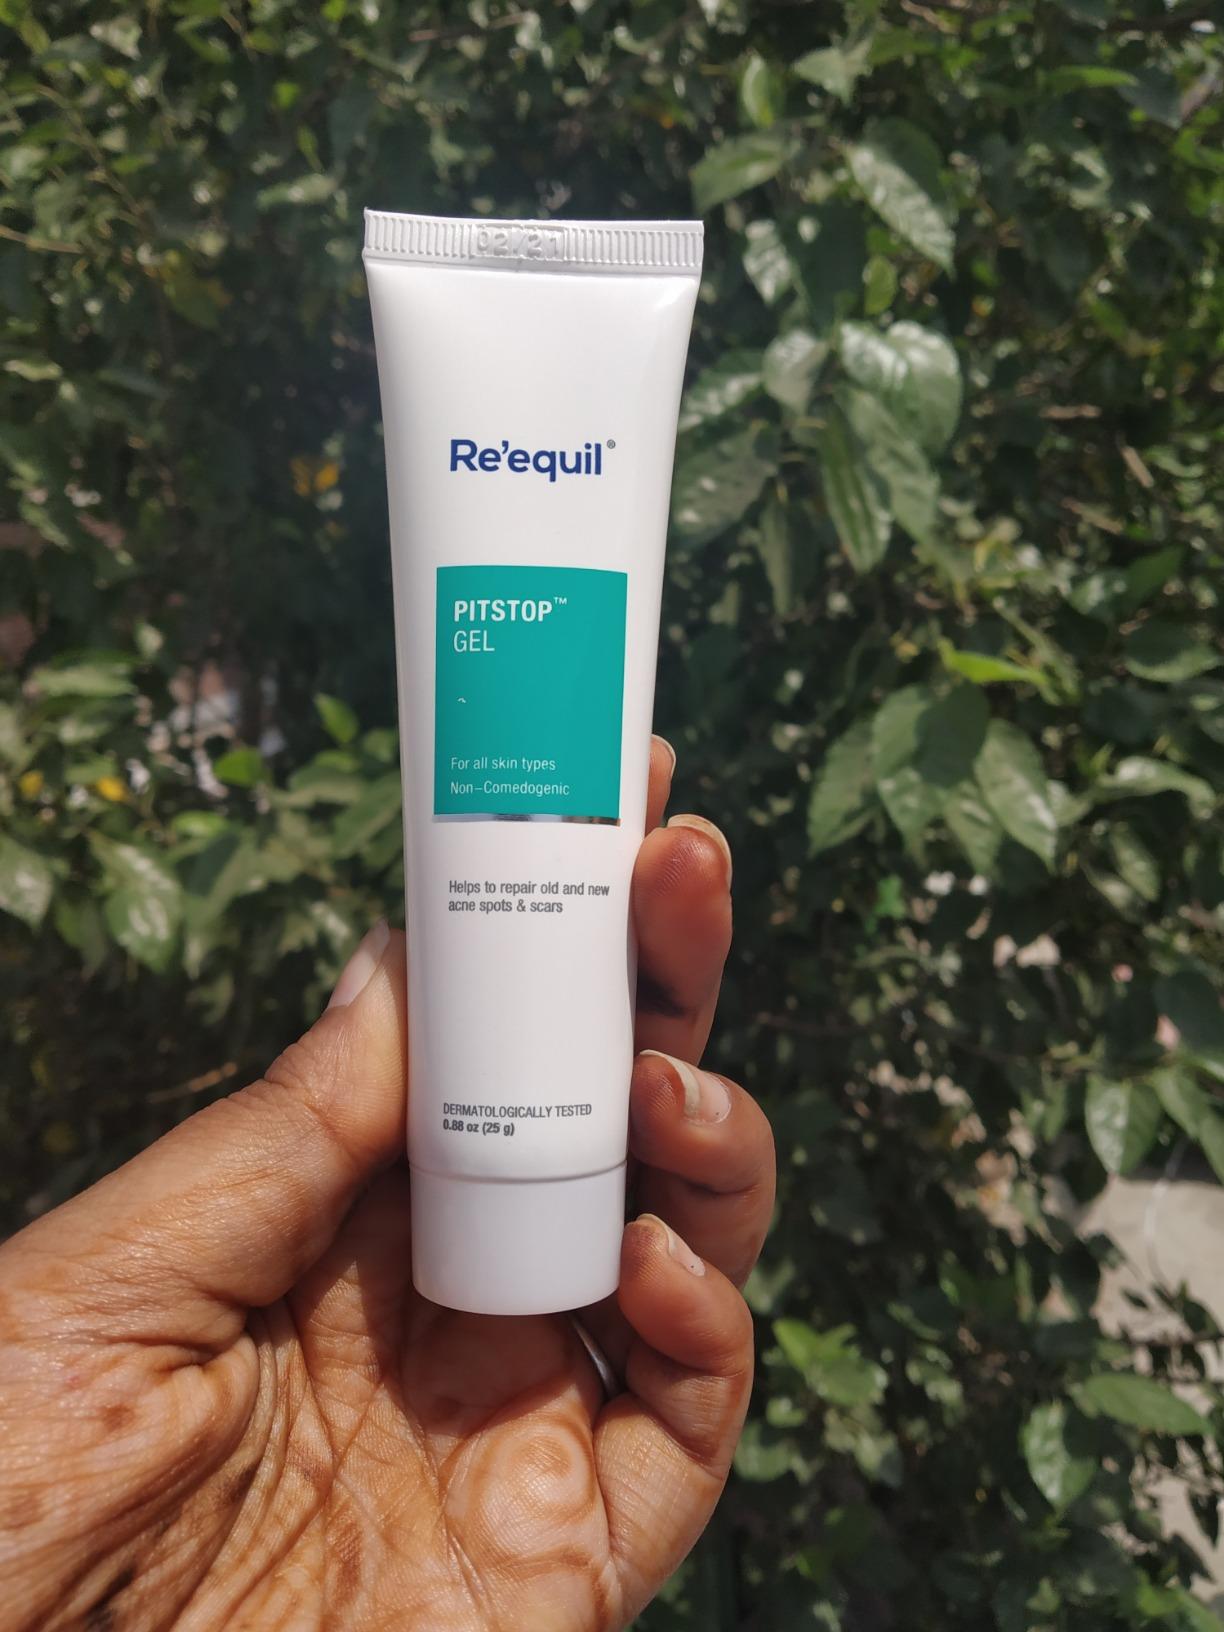 02/21
Re'equil®
PITSTOP™
GEL
For all skin types
Non-Comedogenic
Helps to repair old and new
acne spots & scars
DERMATOLOGICALLY TESTED
0.88 oz (25 g)